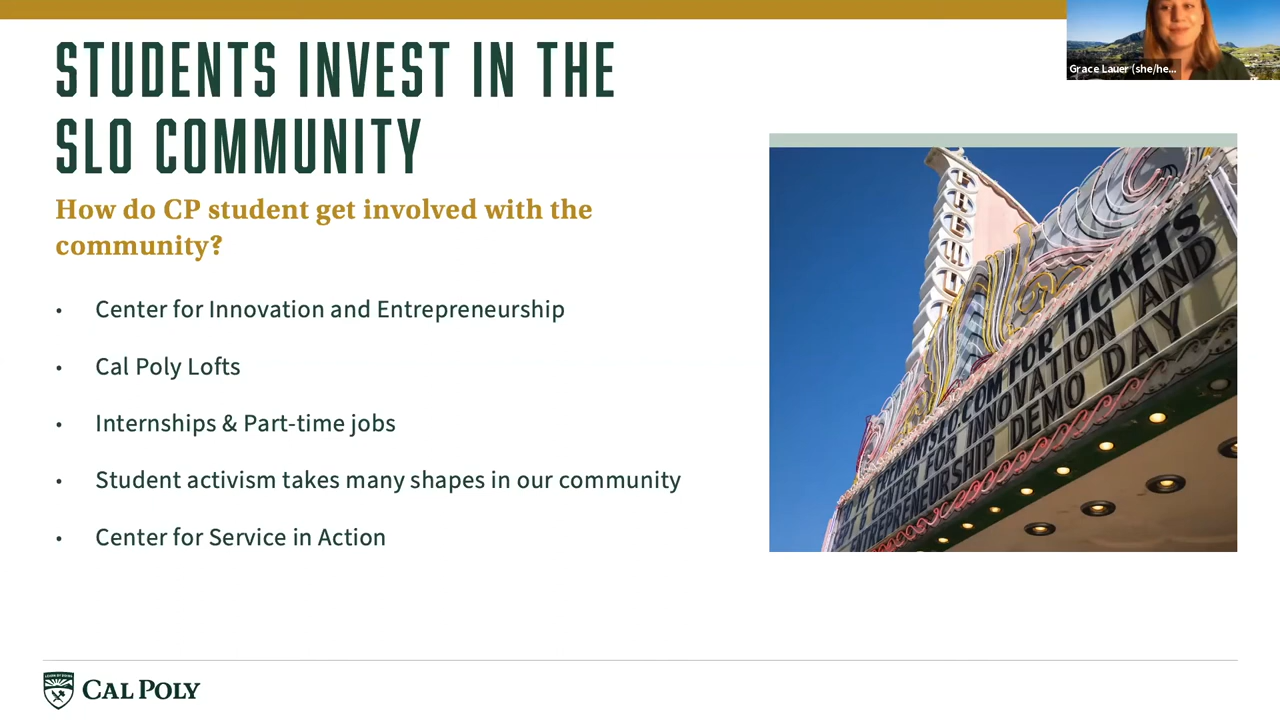 STUDENTS INVEST IN THE
SLO COMMUNITY
How do CP student get involved with the
community?
• Center for Innovation and Entrepreneurship
• Cal Poly Lofts
• Internships & Part-time jobs
• Student activism takes many shapes in our community
• Center for Service in Action
Grace Lauer (she/he...
FREMONTSLO.COM FOR TICKETS
CENTER FOR INNOVATION AND
ENTREPRENEURSHIP DEMO DAY
CAL POLY